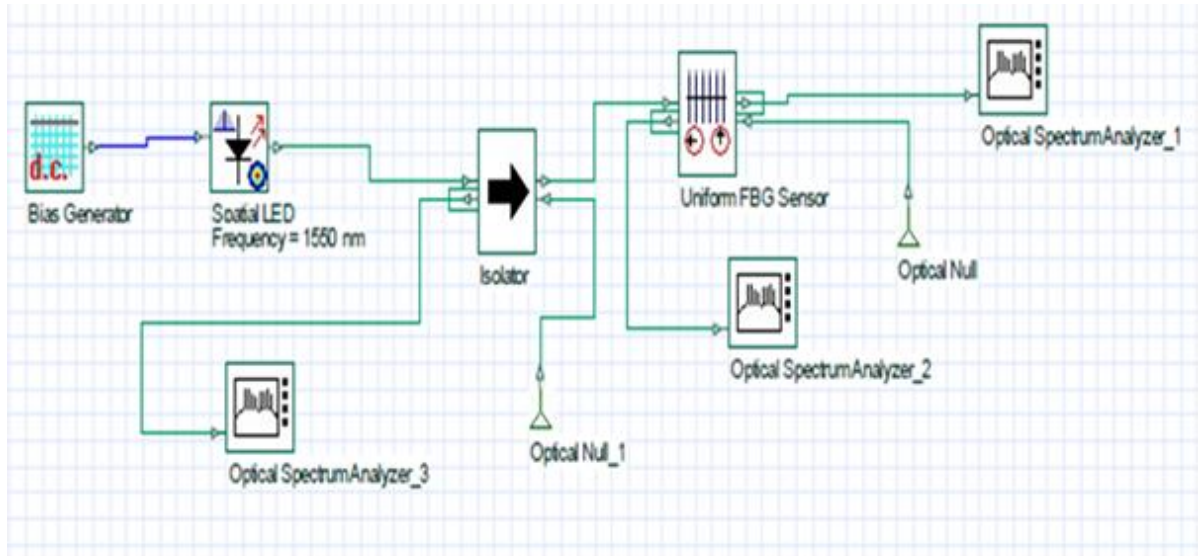 d.c.
Bias Generator
Spatial LED
Frequency = 1550 nm
Isolator
Uniform FBG Sensor
Optical SpectrumAnalyzer_1
Optical Null
Optical SpectrumAnalyzer_2
Optical SpectrumAnalyzer_3
Optical Null_1